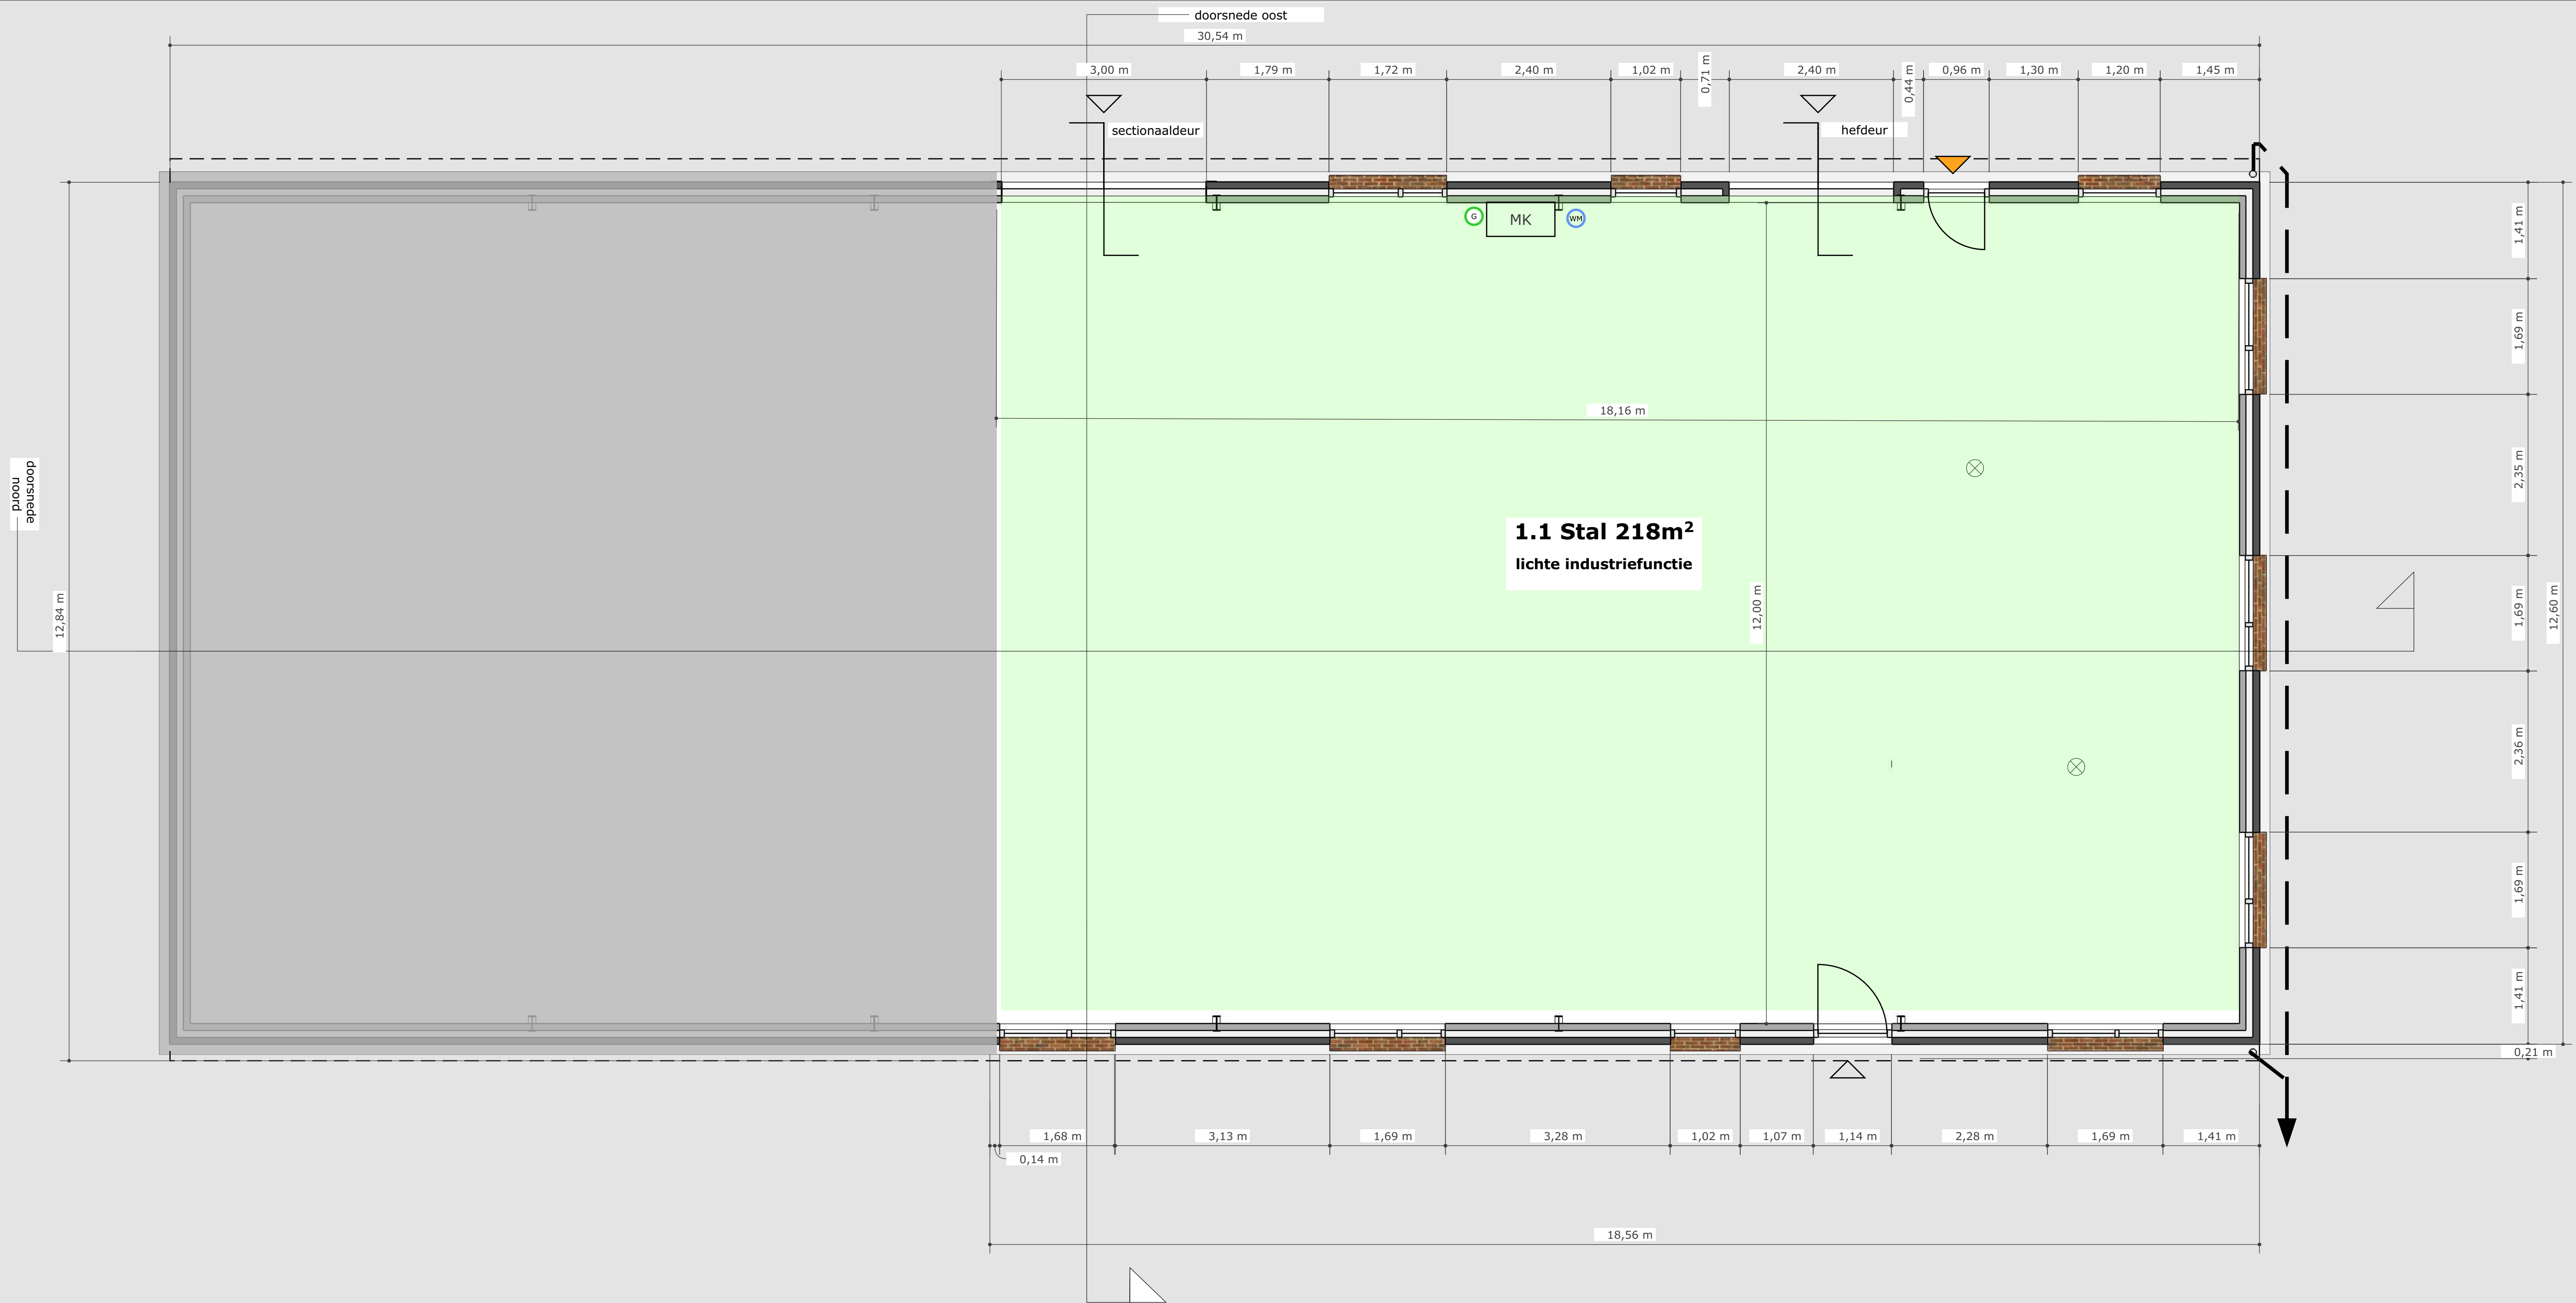 doorsnede oost
30,54 m
3,00 m
1,79 m
1,72 m
2,40 m
1,02 m
0,71 m
2,40 m
0,44 m
0,96 m
1,30 m
1,20 m
1,45 m
sectionaaldeur
hefdeur
G
MK
WM
1,41 m
1,69 m
18,16 m
2,35 m
doorsnede
noord
1.1 Stal 218m²
lichte industriefunctie
12,84 m
12,00 m
1,69 m
12,60 m
2,36 m
1,69 m
1,41 m
0,21 m
1,68 m
3,13 m
1,69 m
3,28 m
1,02 m
1,07 m
1,14 m
2,28 m
1,69 m
1,41 m
0,14 m
18,56 m